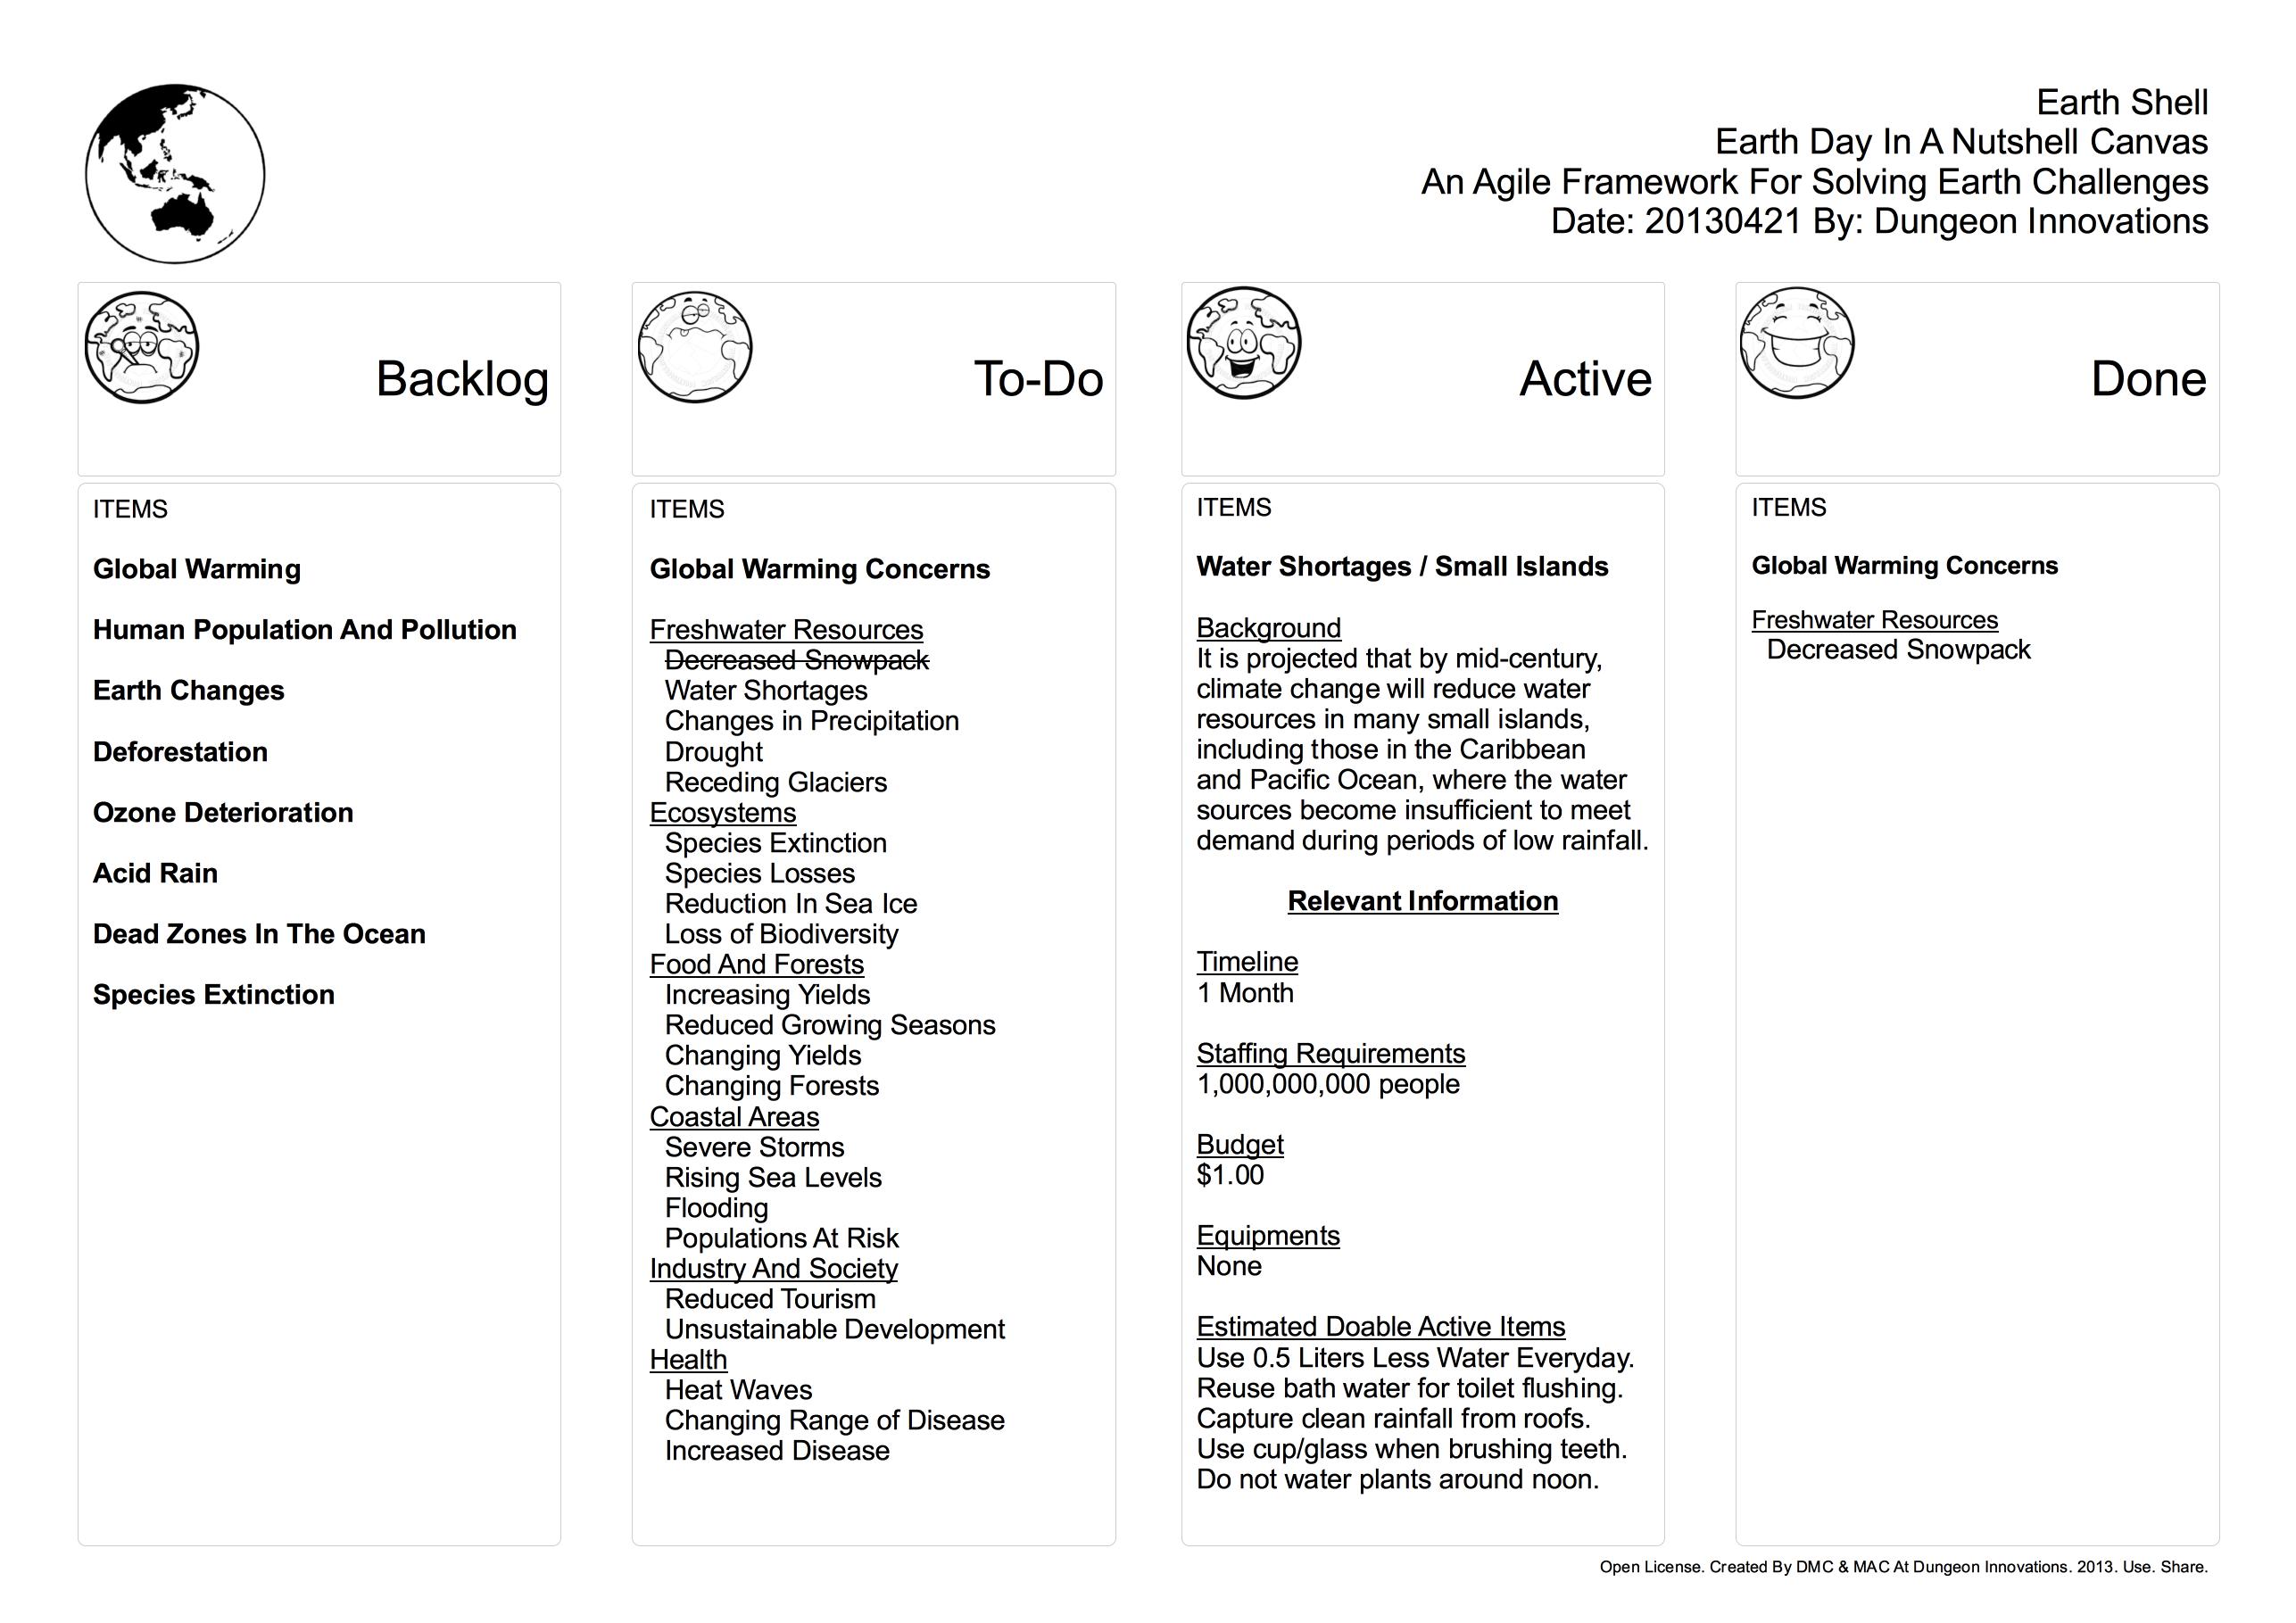 Earth Shell
Earth Day In A Nutshell Canvas
An Agile Framework For Solving Earth Challenges
Date: 20130421 By: Dungeon Innovations
Backlog
ITEMS
Global Warming
Human Population And Pollution
Earth Changes
Deforestation
Ozone Deterioration
Acid Rain
Dead Zones In The Ocean
Species Extinction
To-Do
ITEMS
Global Warming Concerns
Freshwater Resources
Decreased Snowpack
Water Shortages
Changes in Precipitation
Drought
Receding Glaciers
Ecosystems
Species Extinction
Species Losses
Reduction In Sea Ice
Loss of Biodiversity
Food And Forests
Increasing Yields
Reduced Growing Seasons
Changing Yields
Changing Forests
Coastal Areas
Severe Storms
Rising Sea Levels
Flooding
Populations At Risk
Industry And Society
Reduced Tourism
Unsustainable Development
Health
Heat Waves
Changing Range of Disease
Increased Disease
Active
ITEMS
Water Shortages / Small Islands
Background
It is projected that by mid-century,
climate change will reduce water
resources in many small islands,
including those in the Caribbean
and Pacific Ocean, where the water
sources become insufficient to meet
demand during periods of low rainfall.
Relevant Information
Timeline
1 Month
Staffing Requirements
1,000,000,000 people
Budget
$1.00
Equipments
None
Estimated Doable Active Items
Use 0.5 Liters Less Water Everyday.
Reuse bath water for toilet flushing.
Capture clean rainfall from roofs.
Use cup/glass when brushing teeth.
Do not water plants around noon.
Done
ITEMS
Global Warming Concerns
Freshwater Resources
Decreased Snowpack
Open License. Created By DMC & MAC At Dungeon Innovations. 2013. Use. Share.